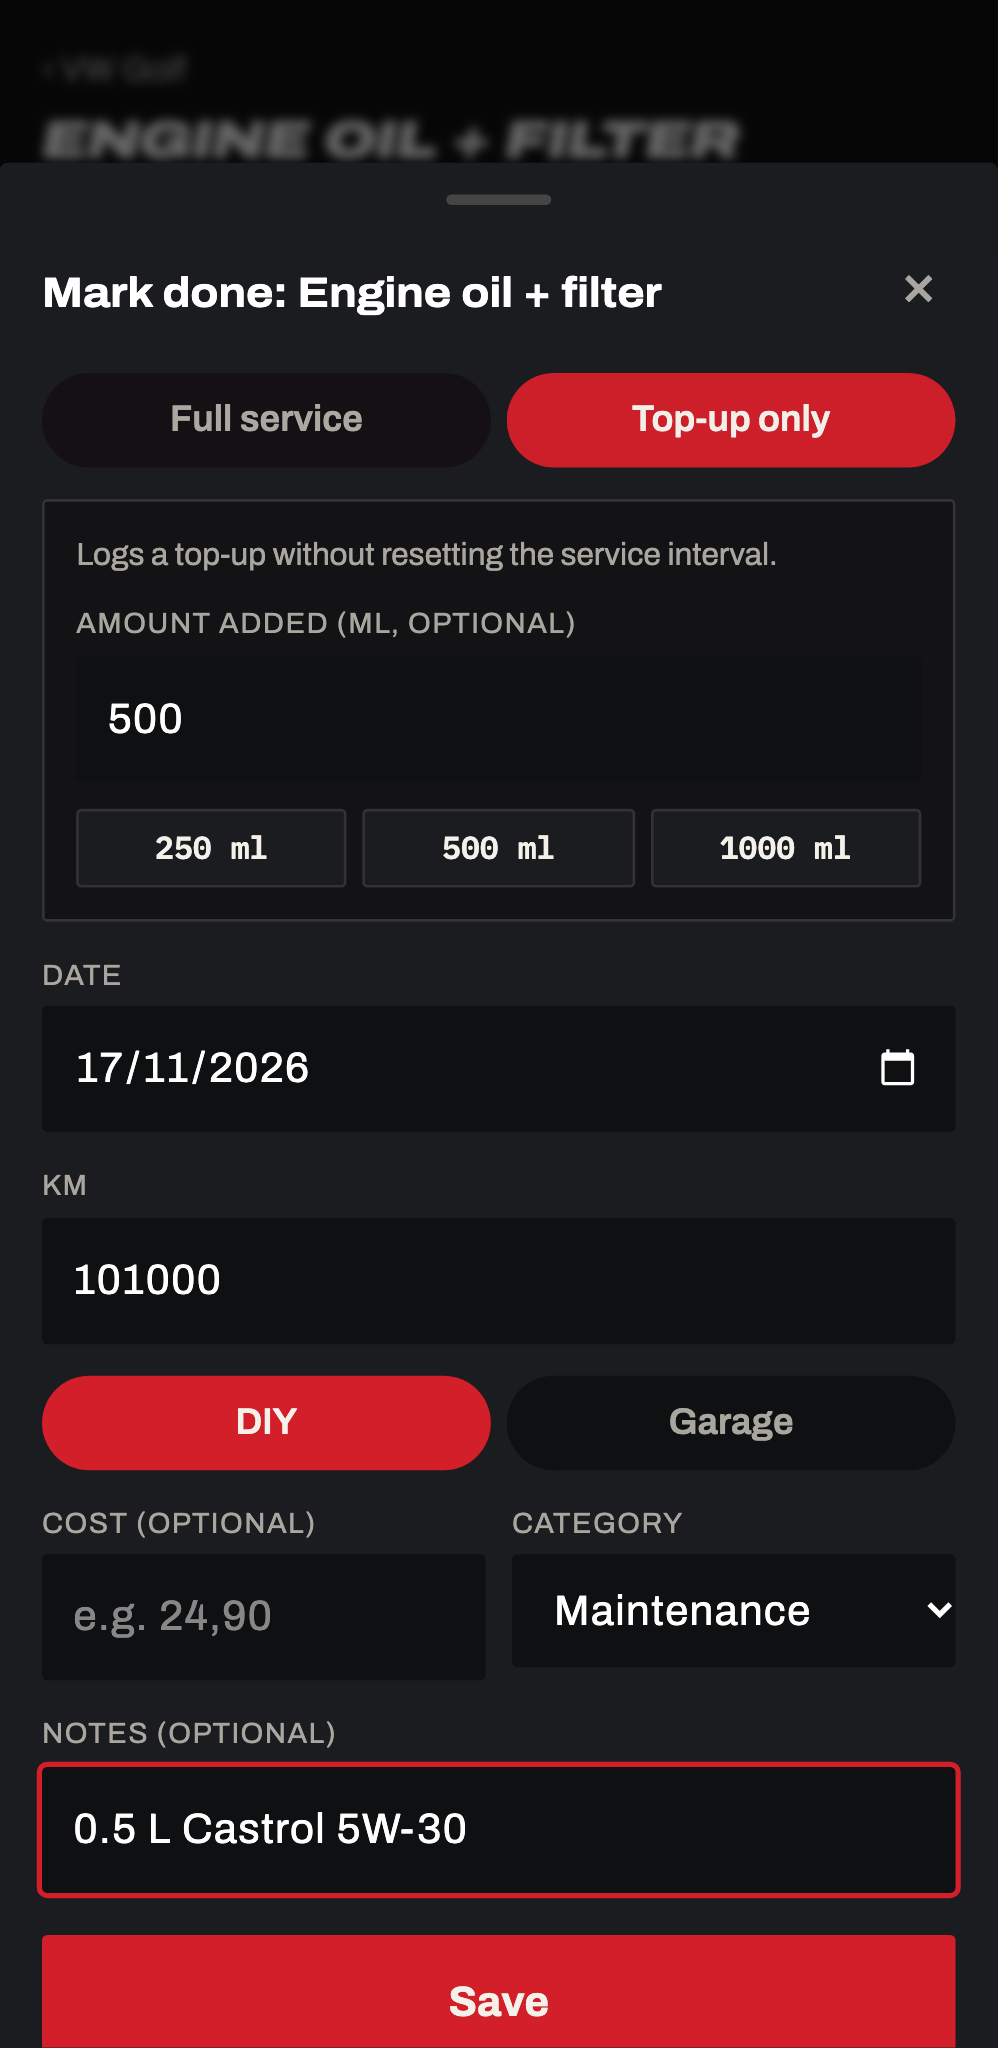 ‹ VW Golf
ENGINE OIL + FILTER
Mark done: Engine oil + filter
Full service
Top-up only
Logs a top-up without resetting the service interval.
AMOUNT ADDED (ML, OPTIONAL)
500
250 ml
500 ml
1000 ml
DATE
17/11/2026
KM
101000
DIY
Garage
COST (OPTIONAL)
CATEGORY
e.g. 24,90
Maintenance
NOTES (OPTIONAL)
0.5 L Castrol 5W-30
Save